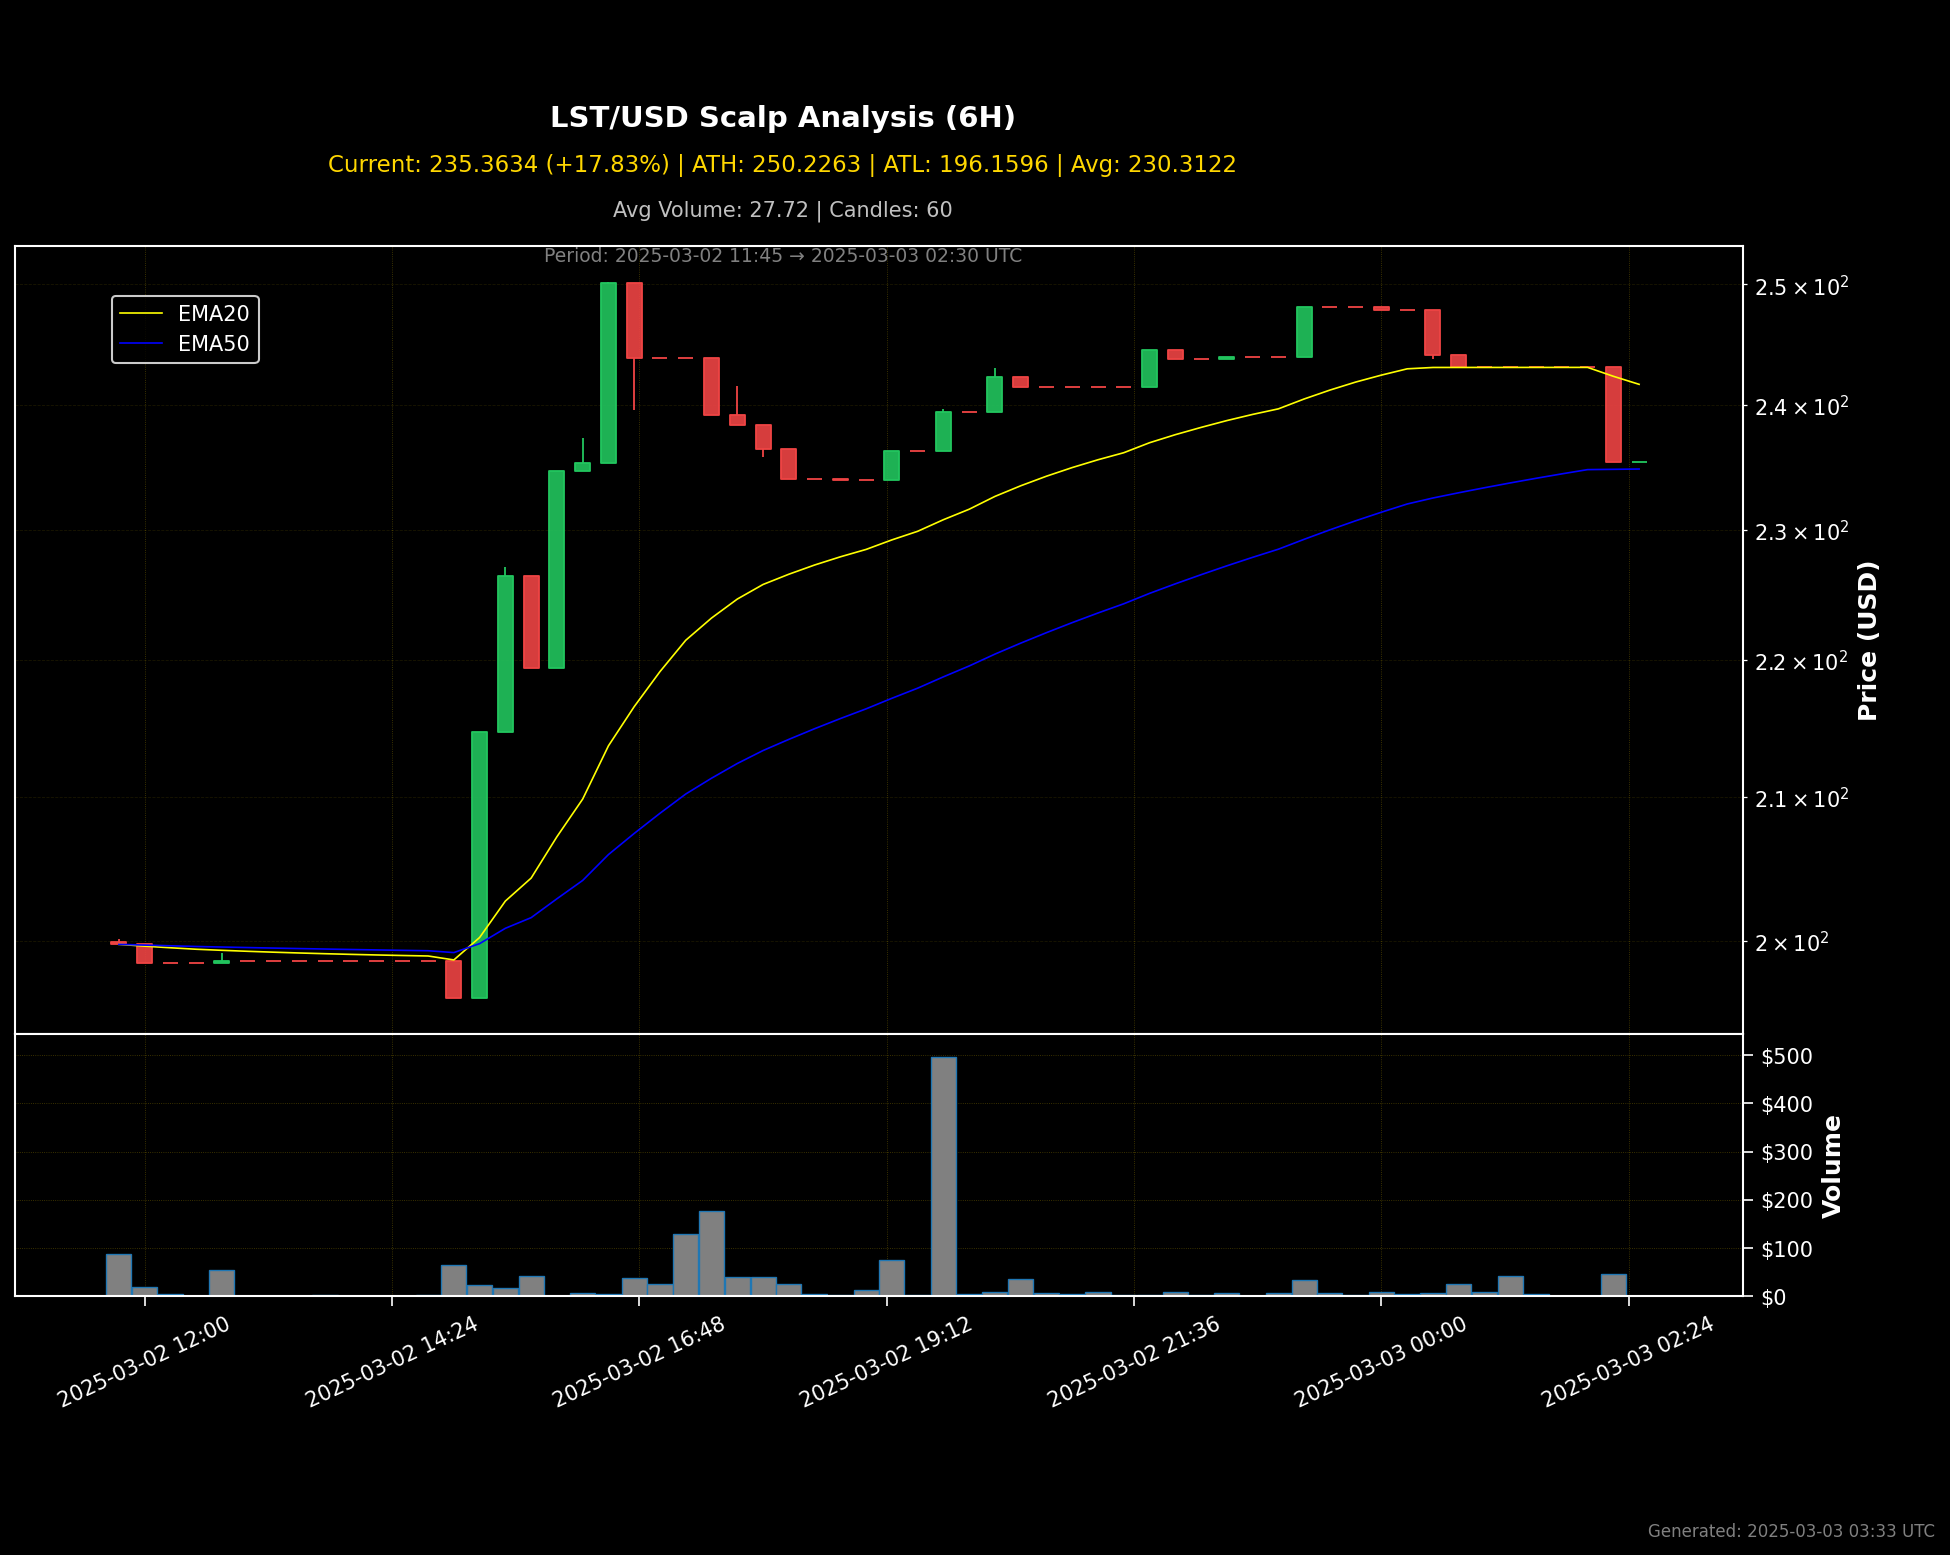 LST/USD Scalp Analysis (6H)
Current: 235.3634 (+17.83%) | ATH: 250.2263 | ATL: 196.1596 | Avg: 230.3122
Avg Volume: 27.72 | Candles: 60
Period: 2025-03-02 11:45 → 2025-03-03 02:30 UTC
EMA20
EMA50
2.5 × 10²
2.4 × 10²
2.3 × 10²
2.2 × 10²
2.1 × 10²
2 × 10²
Price (USD)
$500
$400
$300
$200
$100
$0
Volume
2025-03-02 12:00
2025-03-02 14:24
2025-03-02 16:48
2025-03-02 19:12
2025-03-02 21:36
2025-03-03 00:00
2025-03-03 02:24
Generated: 2025-03-03 03:33 UTC